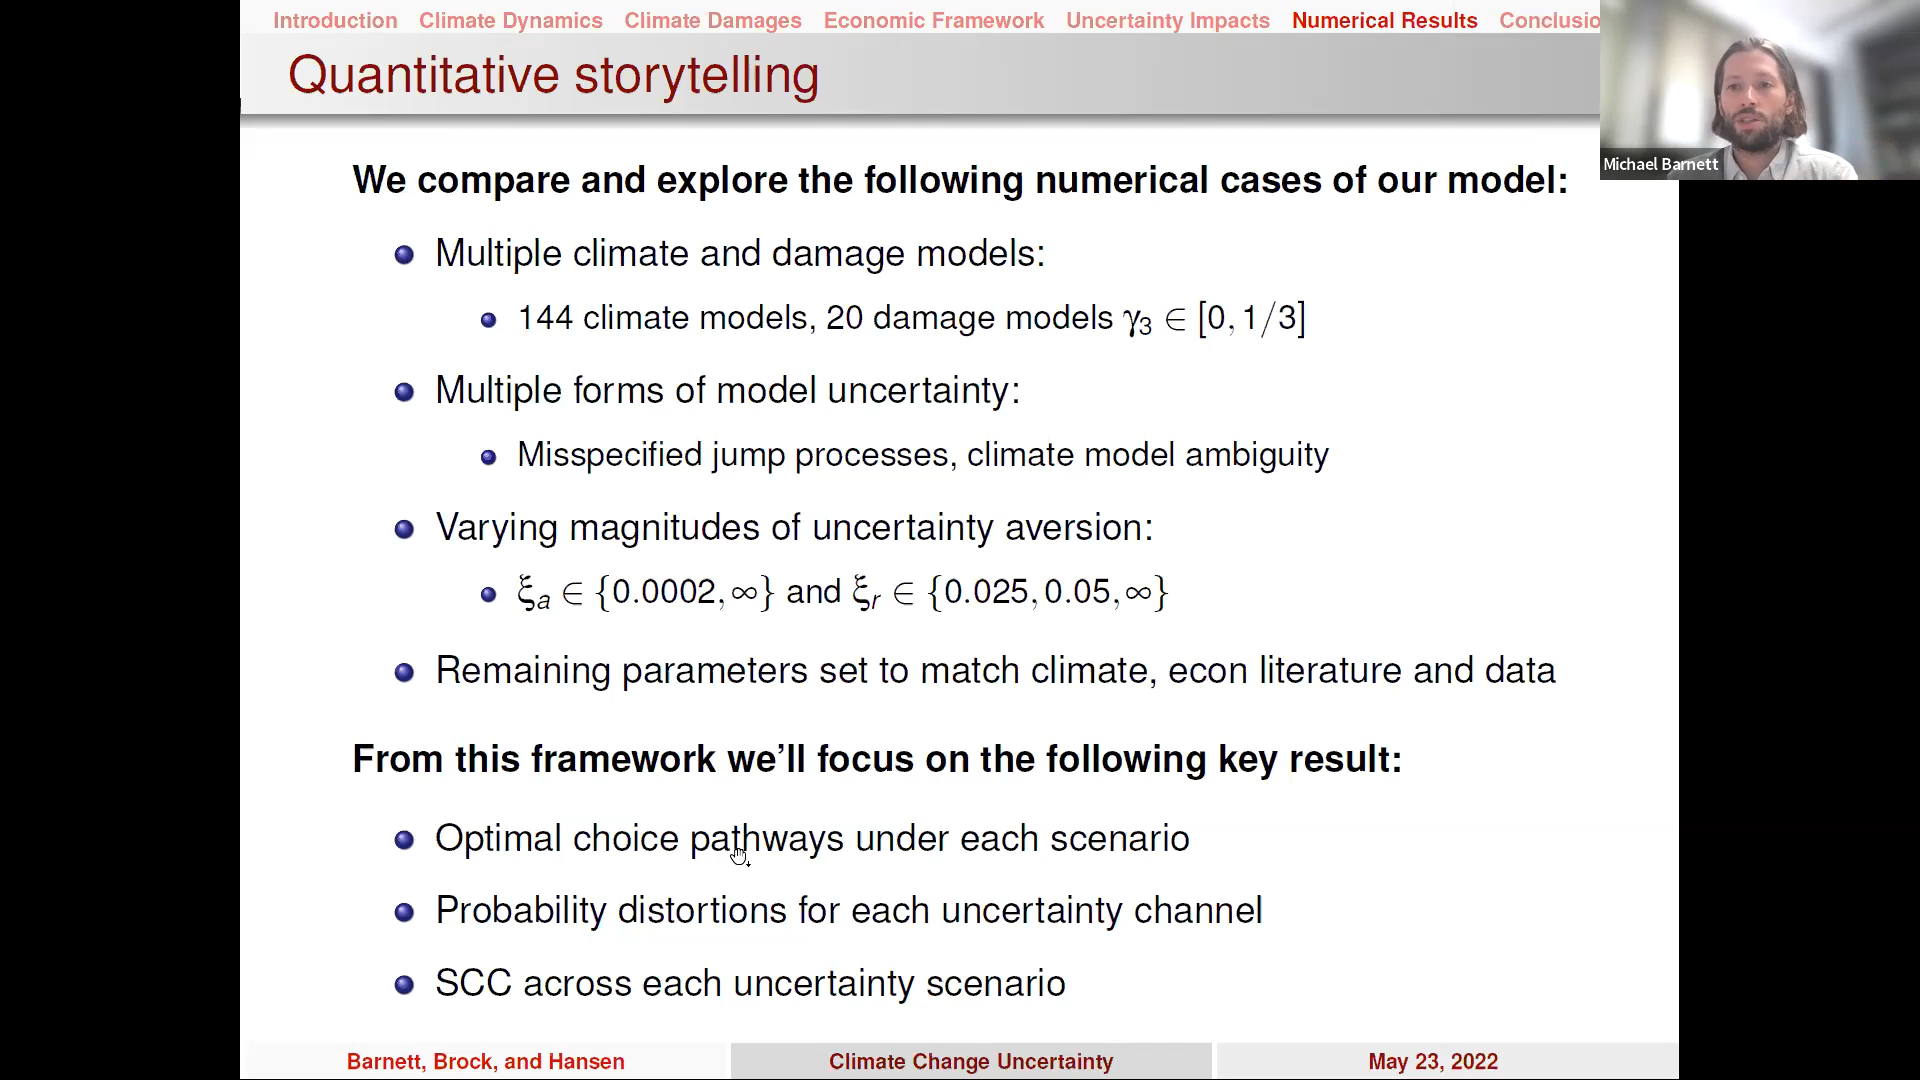 Introduction Climate Dynamics Climate Damages Economic Framework Uncertainty Impacts Numerical Results Conclusio
Quantitative storytelling
Michael Barnett
We compare and explore the following numerical cases of our model:
Multiple climate and damage models:
144 climate models, 20 damage models γ₃ ∈ [0, 1/3]
Multiple forms of model uncertainty:
Misspecified jump processes, climate model ambiguity
Varying magnitudes of uncertainty aversion:
ξₐ ∈ {0.0002, ∞} and ξᵣ ∈ {0.025, 0.05, ∞}
Remaining parameters set to match climate, econ literature and data
From this framework we'll focus on the following key result:
Optimal choice pathways under each scenario
Probability distortions for each uncertainty channel
SCC across each uncertainty scenario
Barnett, Brock, and Hansen Climate Change Uncertainty May 23, 2022